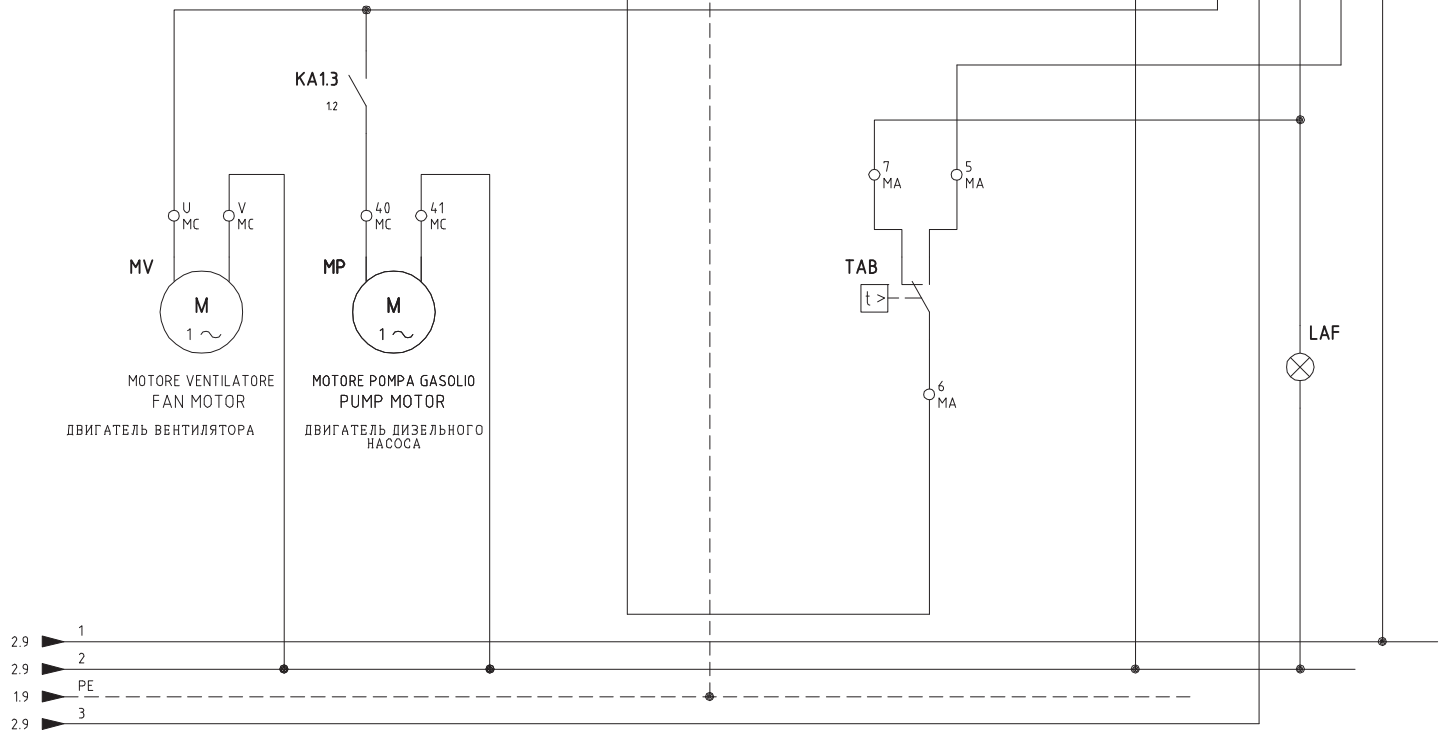 KA1.3
1.2
7
MA
5
MA
U
MC
V
MC
40
MC
41
MC
MV
MP
TAB
M
1
M
1
t >
LAF
MOTORE VENTILATORE
FAN MOTOR
ДВИГАТЕЛЬ ВЕНТИЛЯТОРА
MOTORE POMPA GASOLIO
PUMP MOTOR
ДВИГАТЕЛЬ ДИЗЕЛЬНОГО
НАСОСА
6
MA
2.9
1
2.9
2
1.9
PE
2.9
3